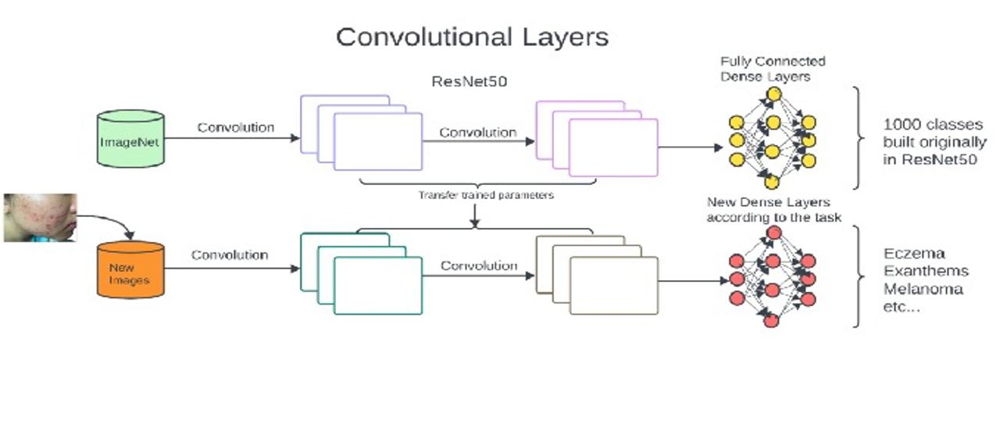 Convolutional Layers
ResNet50
Fully Connected
Dense Layers
ImageNet
Convolution
Convolution
1000 classes
built originally
in ResNet50
Transfer trained parameters
New Dense Layers
according to the task
New
Images
Convolution
Convolution
Eczema
Exanthems
Melanoma
etc...